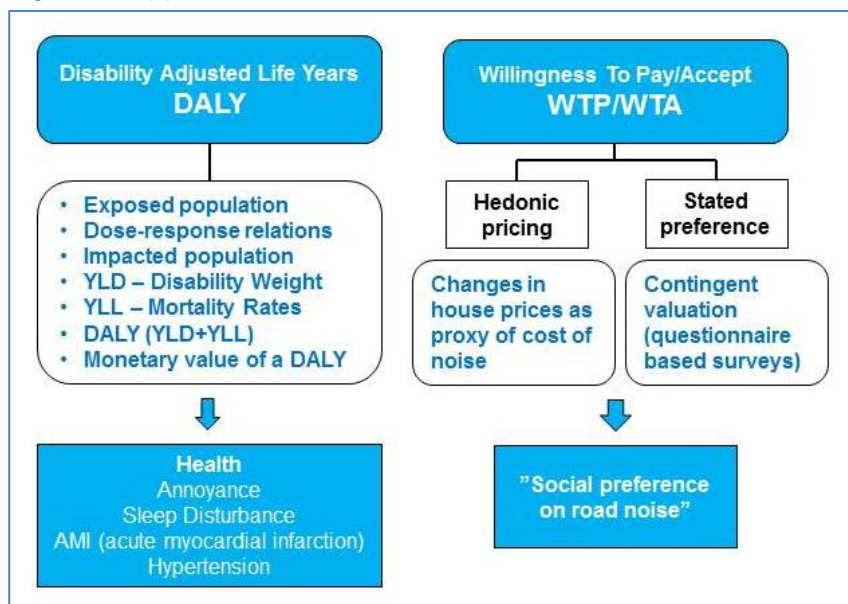 Disability Adjusted Life Years
DALY
• Exposed population
• Dose-response relations
• Impacted population
• YLD – Disability Weight
• YLL – Mortality Rates
• DALY (YLD+YLL)
• Monetary value of a DALY
Health
Annoyance
Sleep Disturbance
AMI (acute myocardial infarction)
Hypertension
Willingness To Pay/Accept
WTP/WTA
Hedonic
pricing
Changes in
house prices as
proxy of cost of
noise
Stated
preference
Contingent
valuation
(questionnaire
based surveys)
”Social preference
on road noise”